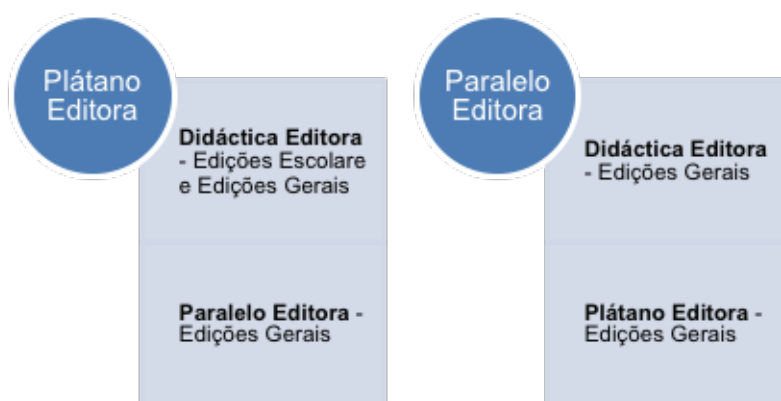 Plátano
Editora
Didáctica Editora
- Edições Escolare
e Edições Gerais
Paralelo Editora -
Edições Gerais
Paralelo
Editora
Didáctica Editora
- Edições Gerais
Plátano Editora -
Edições Gerais